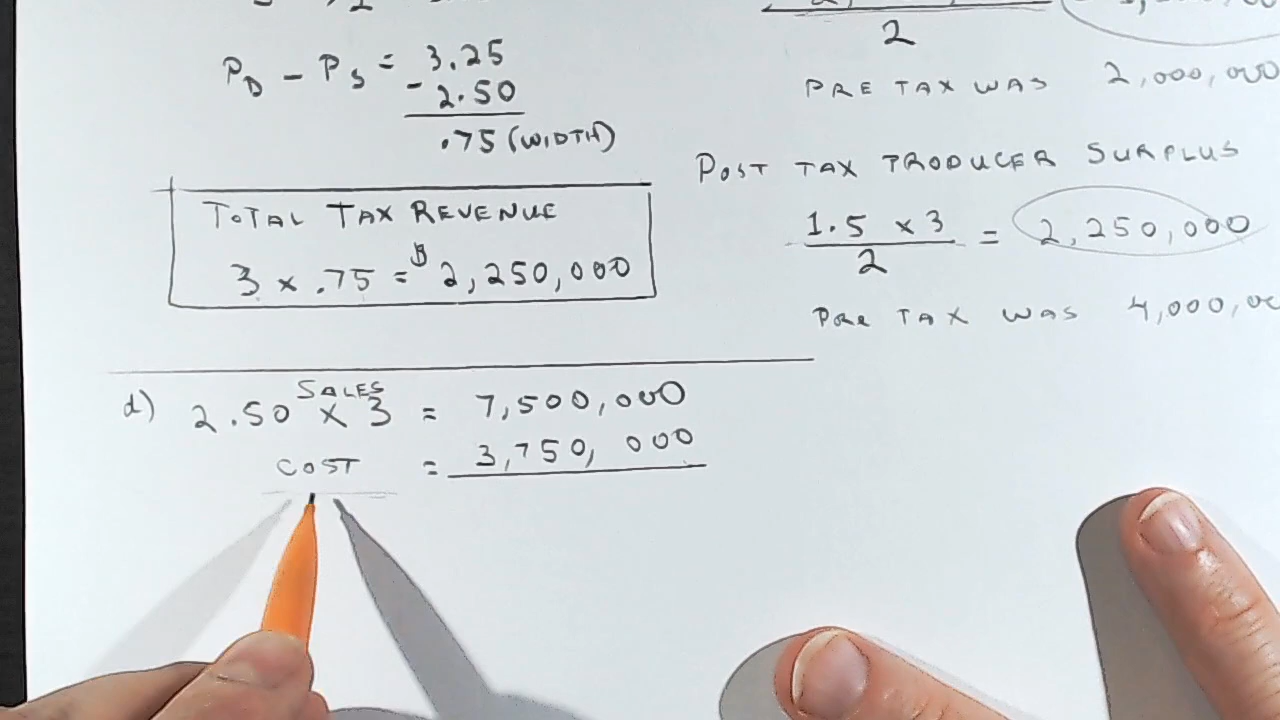 P_D - P_S = 3.25
- 2.50
.75 (WIDTH)
TOTAL TAX REVENUE
3 x .75 = $ 2,250,000
2
PRE TAX WAS 2,000,000
POST TAX PRODUCER SURPLUS
1.5 x 3
2
= 2,250,000
PRE TAX WAS 4,000,00
d) 2.50 SALES x 3 = 7,500,000
COST = 3,750,000